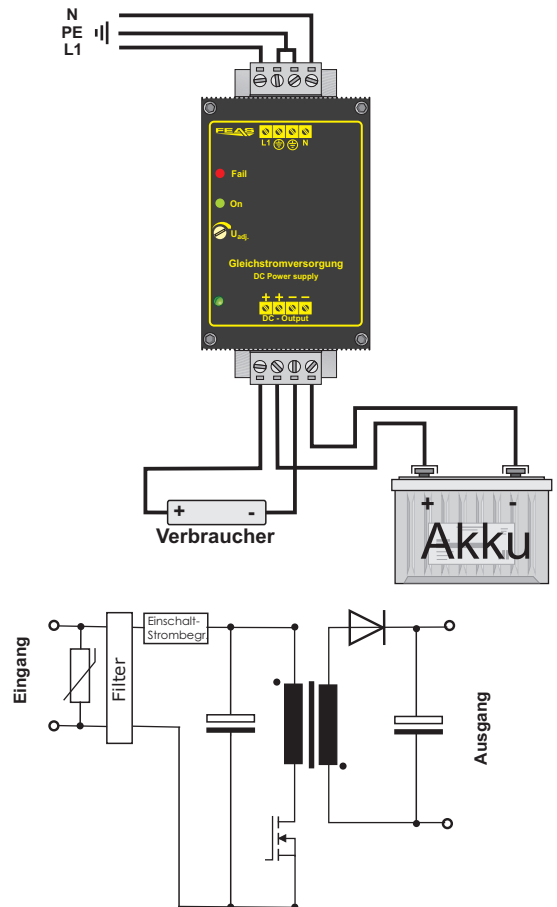 N
PE
L1
FEAS
L1 N
Fail
On
Uadj.
Gleichstromversorgung
DC Power supply
+ + – –
DC - Output
+ -
Verbraucher
+ -
Akku
Eingang
Filter
Einschalt-
Strombegr.
Ausgang